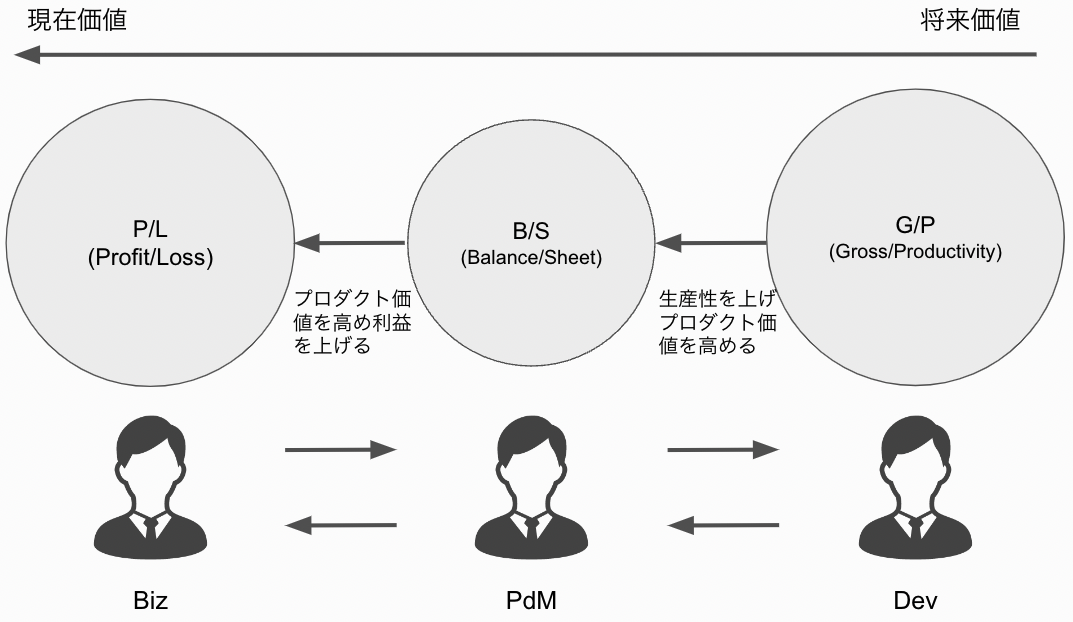 現在価値
将来価値
P/L
(Profit/Loss)
B/S
(Balance/Sheet)
G/P
(Gross/Productivity)
プロダクト価
値を高め利益
を上げる
生産性を上げ
プロダクト価
値を高める
Biz
PdM
Dev